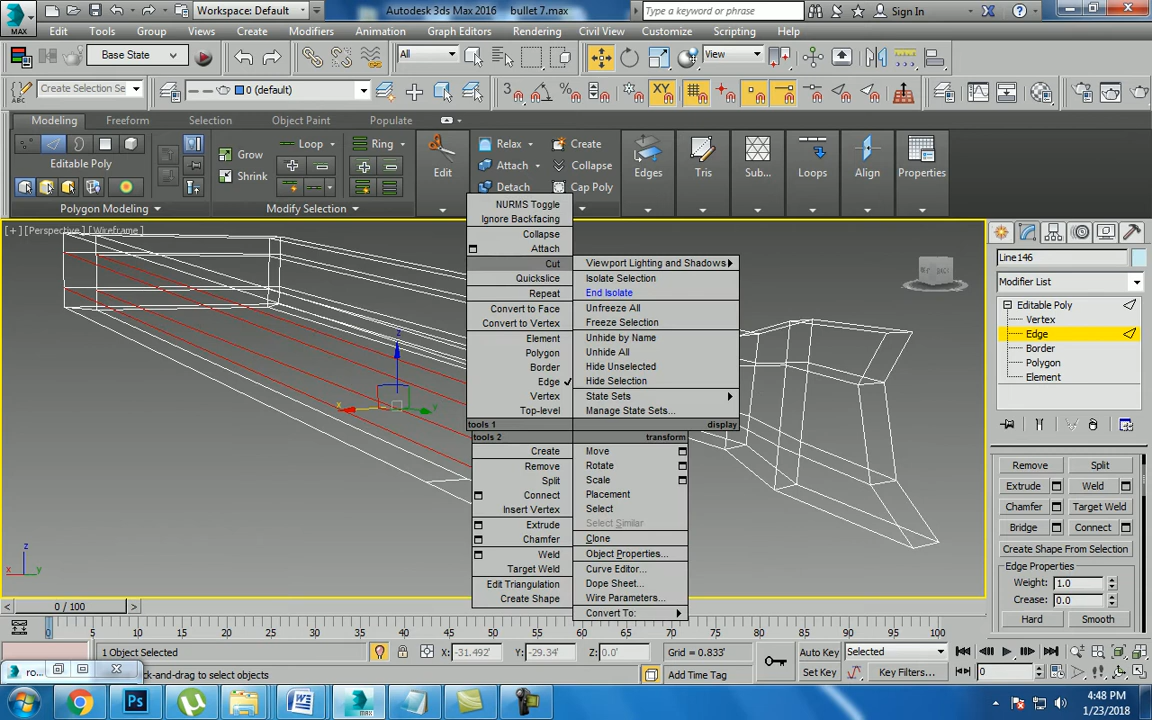 MAX
Workspace: Default
Autodesk 3ds Max 2016 bullet 7.max
Type a keyword or phrase
Sign In
Edit Tools Group Views Create Modifiers Animation Graph Editors Rendering Civil View Customize Scripting Help
Base State
All
View
Create Selection Se
0 (default)
3
XY
Modeling Freeform Selection Object Paint Populate
Editable Poly
Polygon Modeling
Grow
Shrink
Loop
Ring
Modify Selection
Edit
Relax
Create
Attach
Collapse
Detach
Cap Poly
Edges
Tris
Sub...
Loops
Align
Properties
[+] [Perspective] [Wireframe]
NURMS Toggle
Ignore Backfacing
Collapse
Attach
Cut
Quickslice
Repeat
Convert to Face
Convert to Vertex
Element
Polygon
Border
Edge
Vertex
Top-level
tools 1
Viewport Lighting and Shadows
Isolate Selection
End Isolate
Unfreeze All
Freeze Selection
Unhide by Name
Unhide All
Hide Unselected
Hide Selection
State Sets
Manage State Sets...
display
tools 2
Create
Remove
Split
Connect
Insert Vertex
Extrude
Chamfer
Weld
Target Weld
Edit Triangulation
Create Shape
transform
Move
Rotate
Scale
Placement
Select
Select Similar
Clone
Object Properties...
Curve Editor...
Dope Sheet...
Wire Parameters...
Convert To:
z
x
y
z
x
y
Line146
Modifier List
Editable Poly
Vertex
Edge
Border
Polygon
Element
Remove Split
Extrude Weld
Chamfer Target Weld
Bridge Connect
Create Shape From Selection
Edge Properties
Weight: 1.0
Crease: 0.0
Hard Smooth
0 / 100
0 5 10 15 20 25 30 35 40 45 50 55 60 65 70 75 80 85 90 95 100
1 Object Selected
X: -31.492'
Y: -29.34'
Z: 0.0'
Grid = 0.833'
Auto Key Selected
Set Key Key Filters...
0
ro...
ck-and-drag to select objects
Add Time Tag
Ps
µ
W
MAX
4:48 PM
1/23/2018